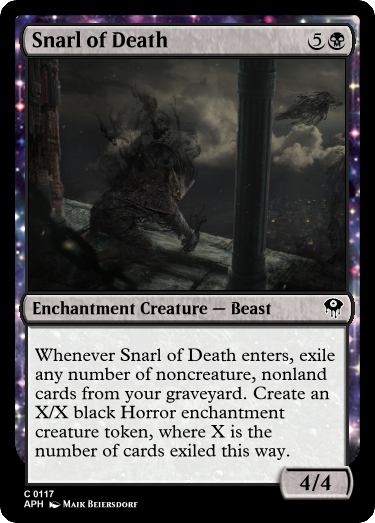 Snarl of Death 5
Enchantment Creature — Beast
Whenever Snarl of Death enters, exile
any number of noncreature, nonland
cards from your graveyard. Create an
X/X black Horror enchantment
creature token, where X is the
number of cards exiled this way.
4/4
C 0117
APH Maik Beiersdorf